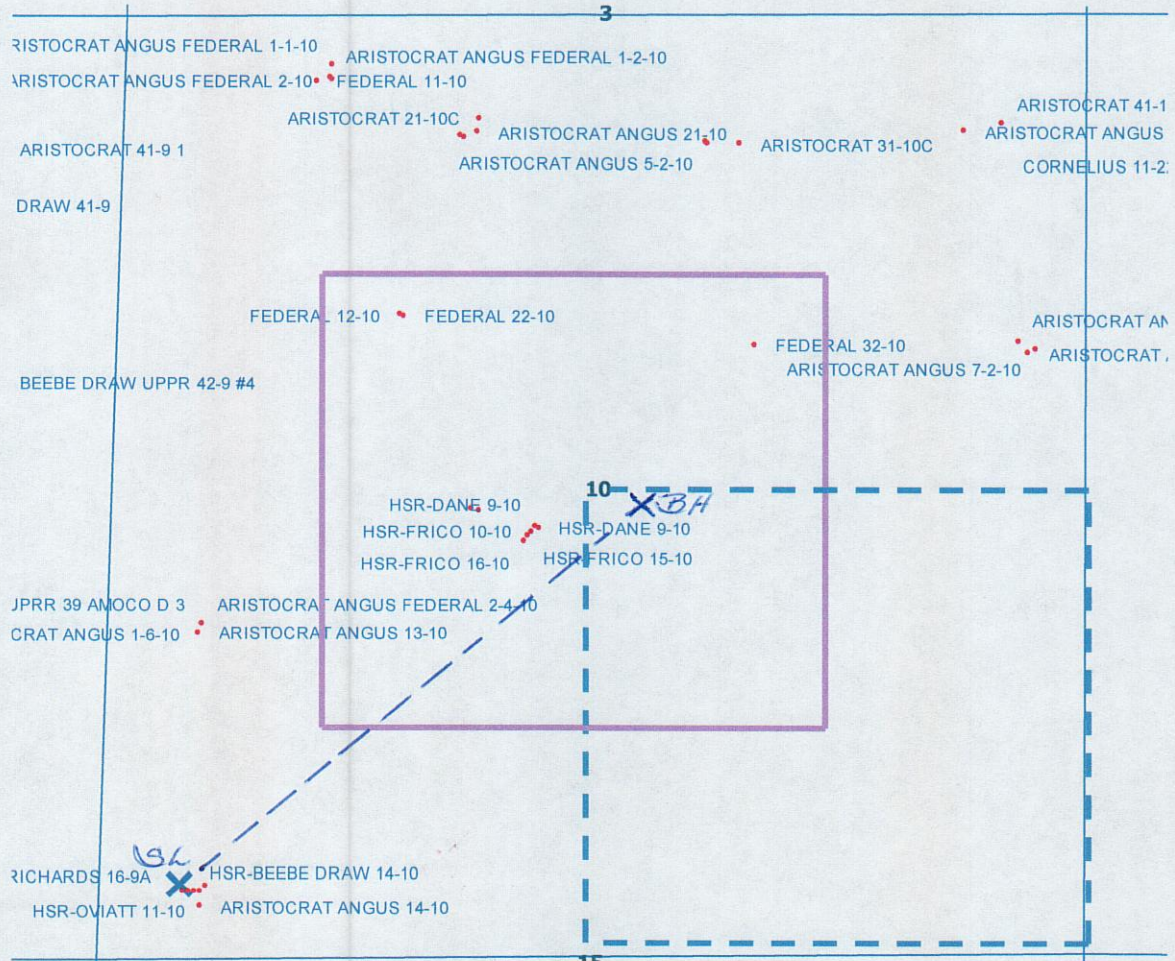 3
RISTOCRAT ANGUS FEDERAL 1-1-10
ARISTOCRAT ANGUS FEDERAL 1-2-10
ARISTOCRAT ANGUS FEDERAL 2-10
FEDERAL 11-10
ARISTOCRAT 21-10C
ARISTOCRAT ANGUS 21-10
ARISTOCRAT 31-10C
ARISTOCRAT 41-1
ARISTOCRAT ANGUS
ARISTOCRAT 41-9 1
ARISTOCRAT ANGUS 5-2-10
CORNELIUS 11-2
DRAW 41-9
FEDERAL 12-10
FEDERAL 22-10
ARISTOCRAT AN
FEDERAL 32-10
ARISTOCRAT
ARISTOCRAT ANGUS 7-2-10
BEEBE DRAW UPPR 42-9 #4
10
BH
HSR-DANE 9-10
HSR-FRICO 10-10
HSR-DANE 9-10
HSR-FRICO 16-10
HSR-FRICO 15-10
UPRR 39 AMOCO D 3
ARISTOCRAT ANGUS FEDERAL 2-4-10
CRAT ANGUS 1-6-10
ARISTOCRAT ANGUS 13-10
SL
RICHARDS 16-9A
HSR-BEEBE DRAW 14-10
HSR-OVIATT 11-10
ARISTOCRAT ANGUS 14-10
15